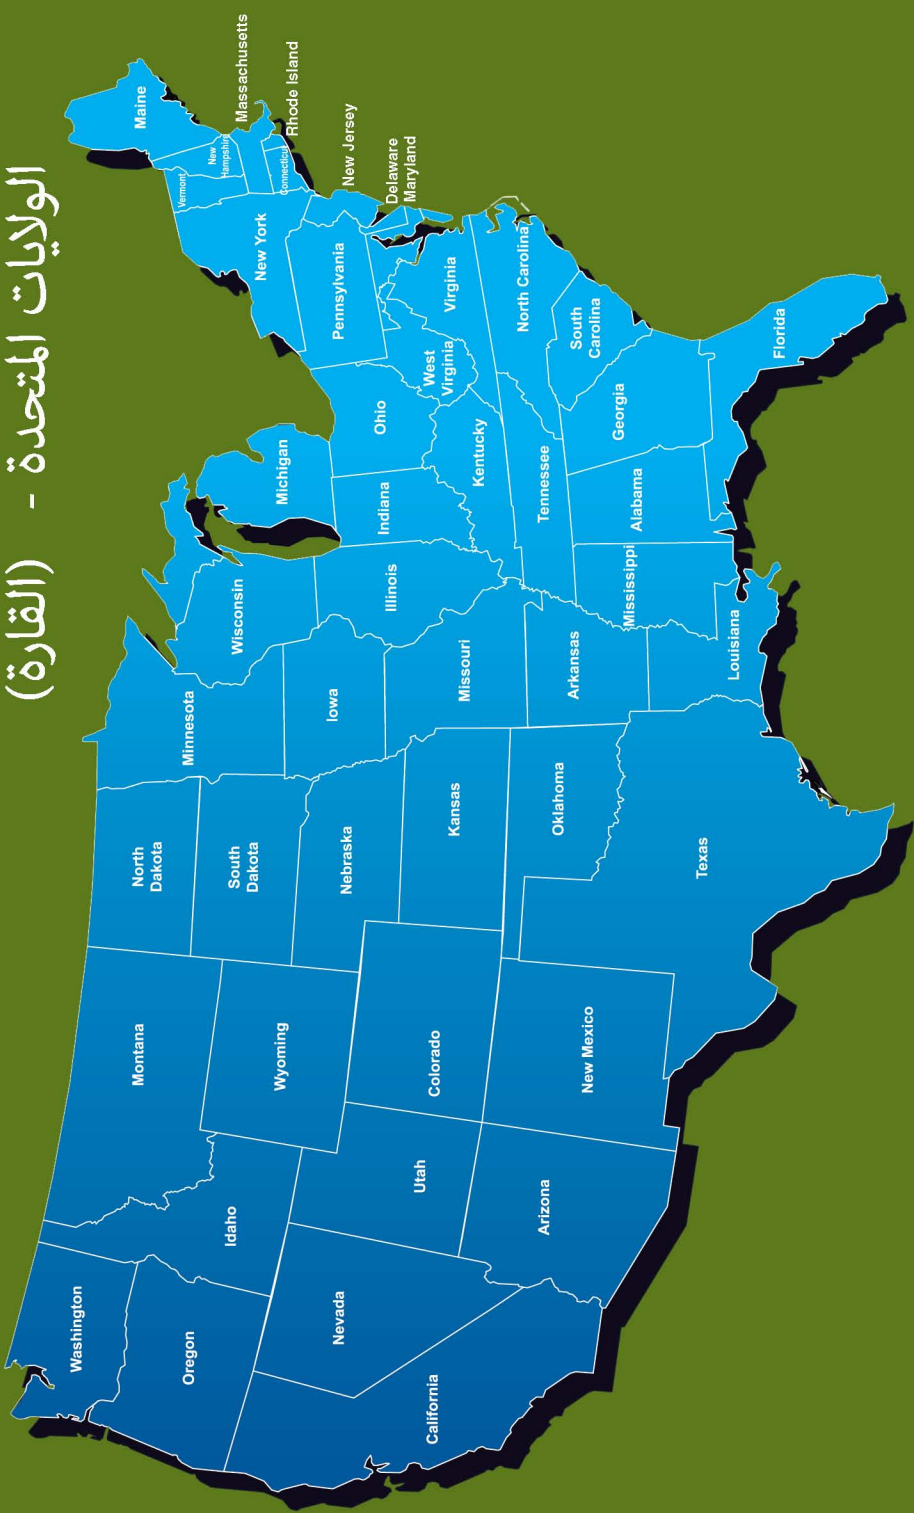 الولايات المتحدة - (القارة)
Washington
Oregon
California
Nevada
Idaho
Montana
Wyoming
Utah
Arizona
Colorado
New Mexico
North
Dakota
South
Dakota
Nebraska
Kansas
Oklahoma
Texas
Minnesota
Iowa
Missouri
Arkansas
Louisiana
Wisconsin
Illinois
Mississippi
Michigan
Indiana
Ohio
Kentucky
Tennessee
Alabama
Georgia
Florida
South
Carolina
North Carolina
West
Virginia
Virginia
Pennsylvania
New York
Vermont
New
Hampshire
Maine
Massachusetts
Rhode Island
Connecticut
New Jersey
Delaware
Maryland